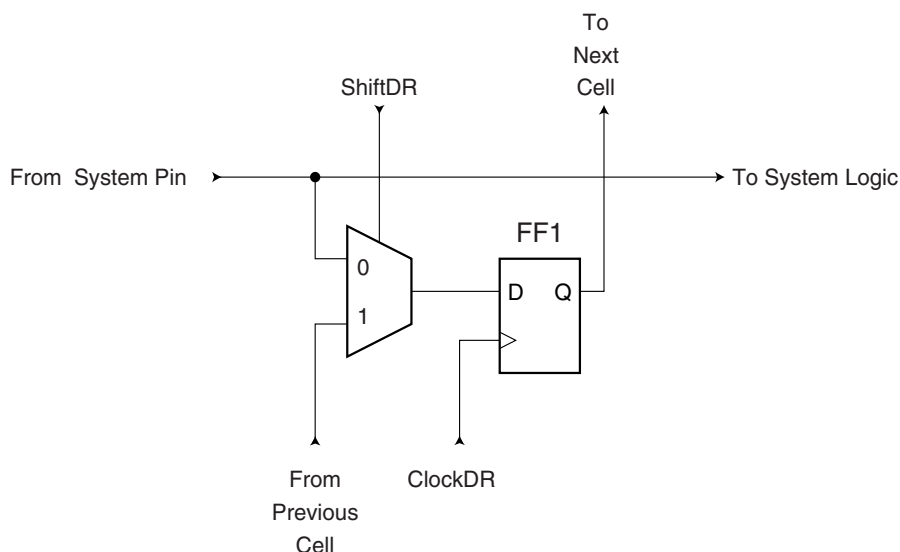 To
Next
Cell
ShiftDR
From System Pin
To System Logic
FF1
0
D Q
1
From
Previous
Cell
ClockDR